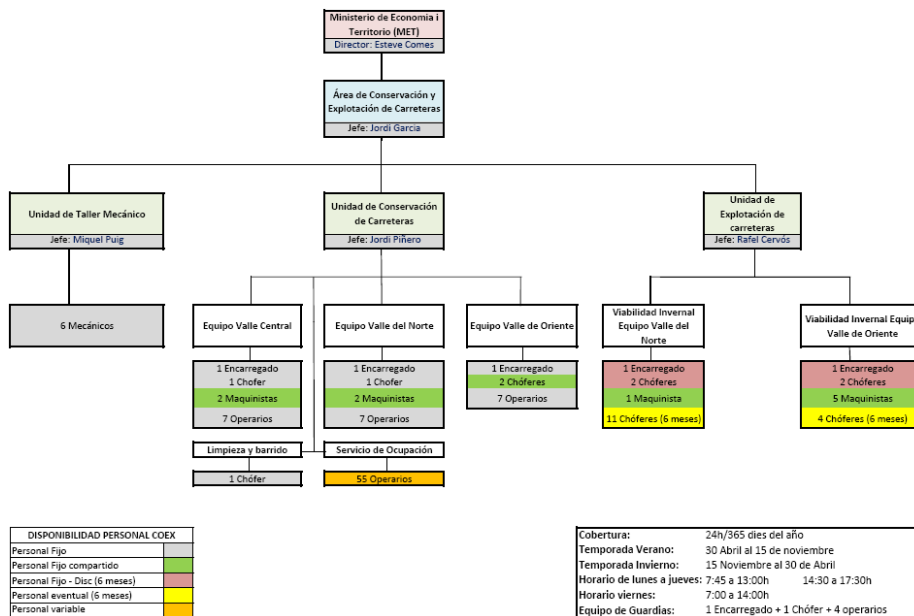 Ministerio de Economia i
Territorio (MET)
Director: Esteve Comes
Área de Conservación y
Explotación de Carreteras
Jefe: Jordi Garcia
Unidad de Taller Mecánico
Jefe: Miquel Puig
Unidad de Conservación
de Carreteras
Jefe: Jordi Piñero
Unidad de
Explotación de
carreteras
Jefe: Rafel Cervós
6 Mecánicos
Equipo Valle Central
1 Encarregado
1 Chofer
2 Maquinistas
7 Operarios
Equipo Valle del Norte
1 Encarregado
1 Chofer
2 Maquinistas
7 Operarios
Equipo Valle de Oriente
1 Encarregado
2 Chóferes
7 Operarios
Viabilidad Invernal
Equipo Valle del
Norte
1 Encarregado
2 Chóferes
1 Maquinista
11 Chóferes (6 meses)
Viabilidad Invernal Equip
Valle de Oriente
1 Encarregado
2 Chóferes
5 Maquinistas
4 Chóferes (6 meses)
Limpieza y barrido
1 Chófer
Servicio de Ocupación
55 Operarios
DISPONIBILIDAD PERSONAL COEX
Personal Fijo
Personal Fijo compartido
Personal Fijo - Disc (6 meses)
Personal eventual (6 meses)
Personal variable
Cobertura: 24h/365 dies del año
Temporada Verano: 30 Abril al 15 de noviembre
Temporada Invierno: 15 Noviembre al 30 de Abril
Horario de lunes a jueves: 7:45 a 13:00h 14:30 a 17:30h
Horario viernes: 7:00 a 14:00h
Equipo de Guardias: 1 Encarregado + 1 Chófer + 4 operarios